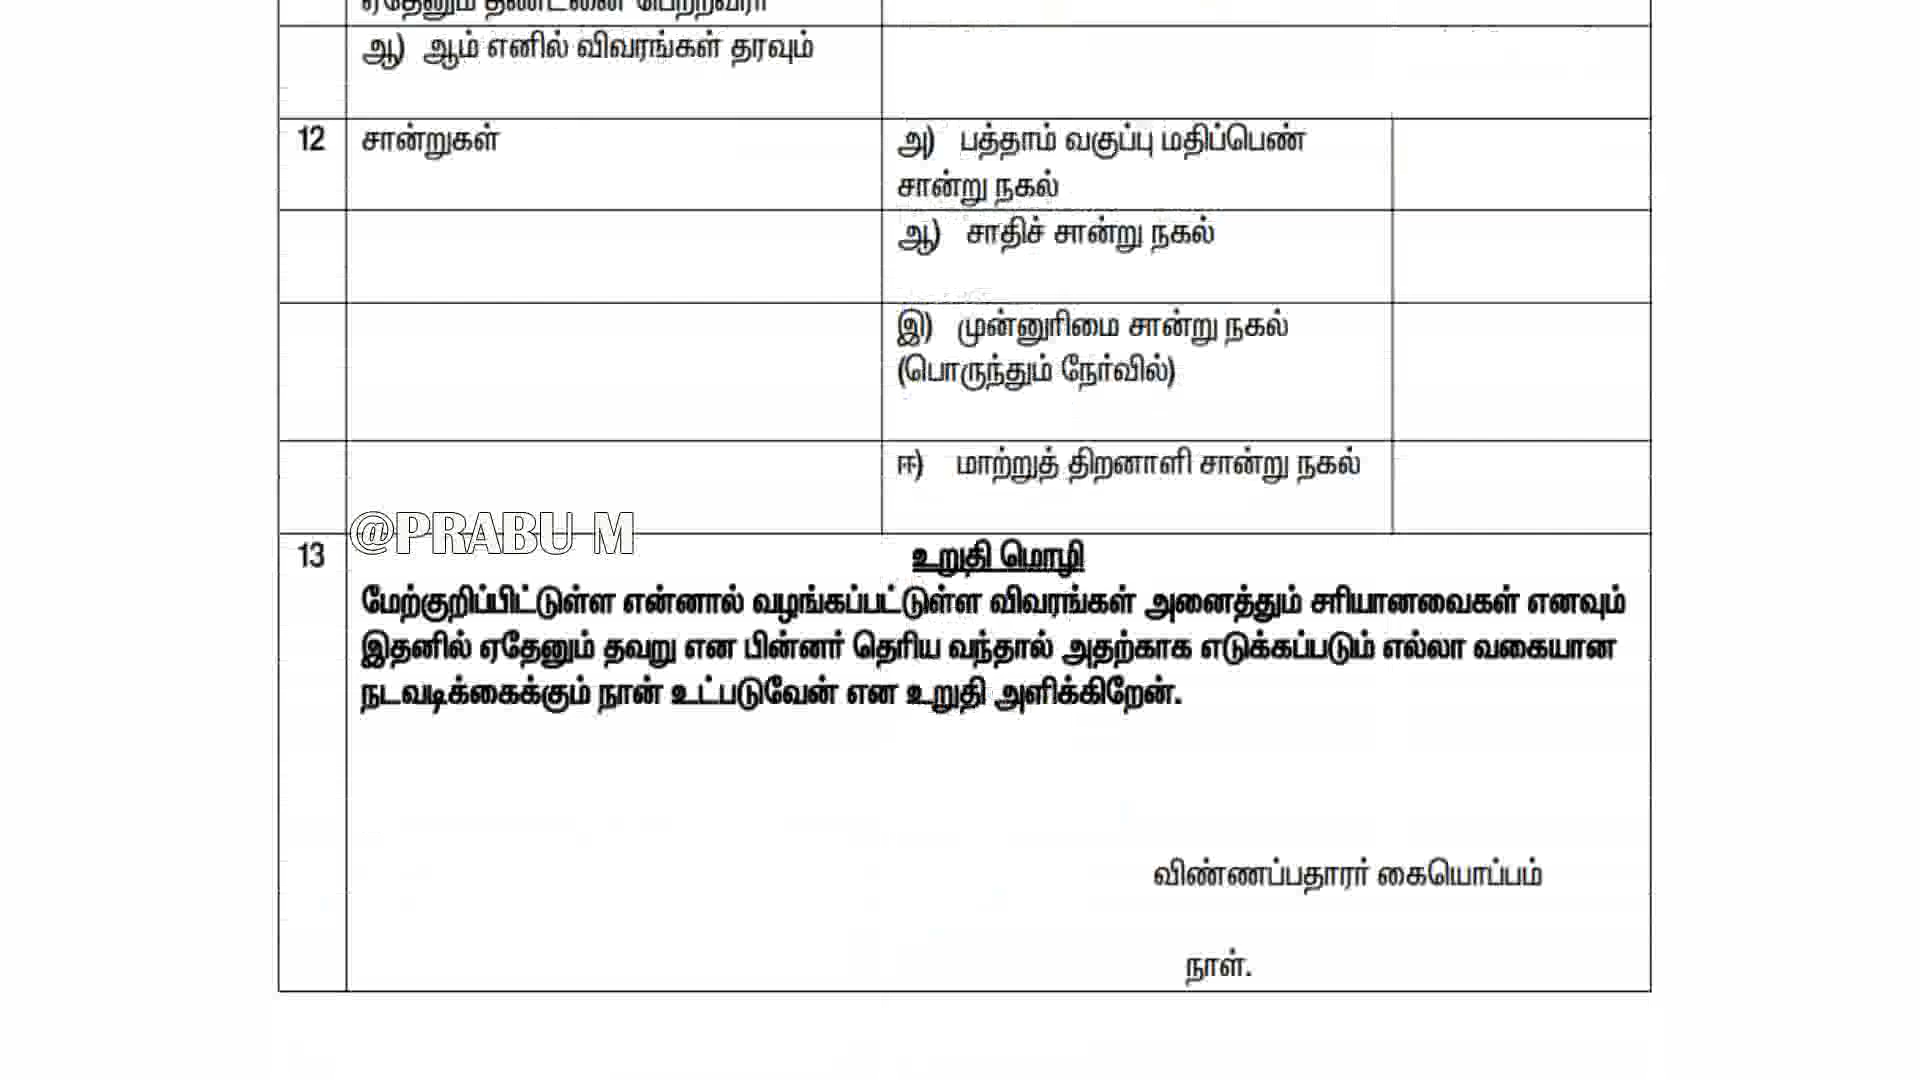 ஏதேனும் தண்டனை பெற்றவரா
ஆ) ஆம் எனில் விவரங்கள் தரவும்
12 சான்றுகள் அ) பத்தாம் வகுப்பு மதிப்பெண்
சான்று நகல்
ஆ) சாதிச் சான்று நகல்
இ) முன்னுரிமை சான்று நகல்
(பொருந்தும் நேர்வில்)
ஈ) மாற்றுத் திறனாளி சான்று நகல்
@PRABU M
13 உறுதி மொழி
மேற்குறிப்பிட்டுள்ள என்னால் வழங்கப்பட்டுள்ள விவரங்கள் அனைத்தும் சரியானவைகள் எனவும்
இதனில் ஏதேனும் தவறு என பின்னர் தெரிய வந்தால் அதற்காக எடுக்கப்படும் எல்லா வகையான
நடவடிக்கைக்கும் நான் உட்படுவேன் என உறுதி அளிக்கிறேன்.
விண்ணப்பதாரர் கையொப்பம்
நாள்.